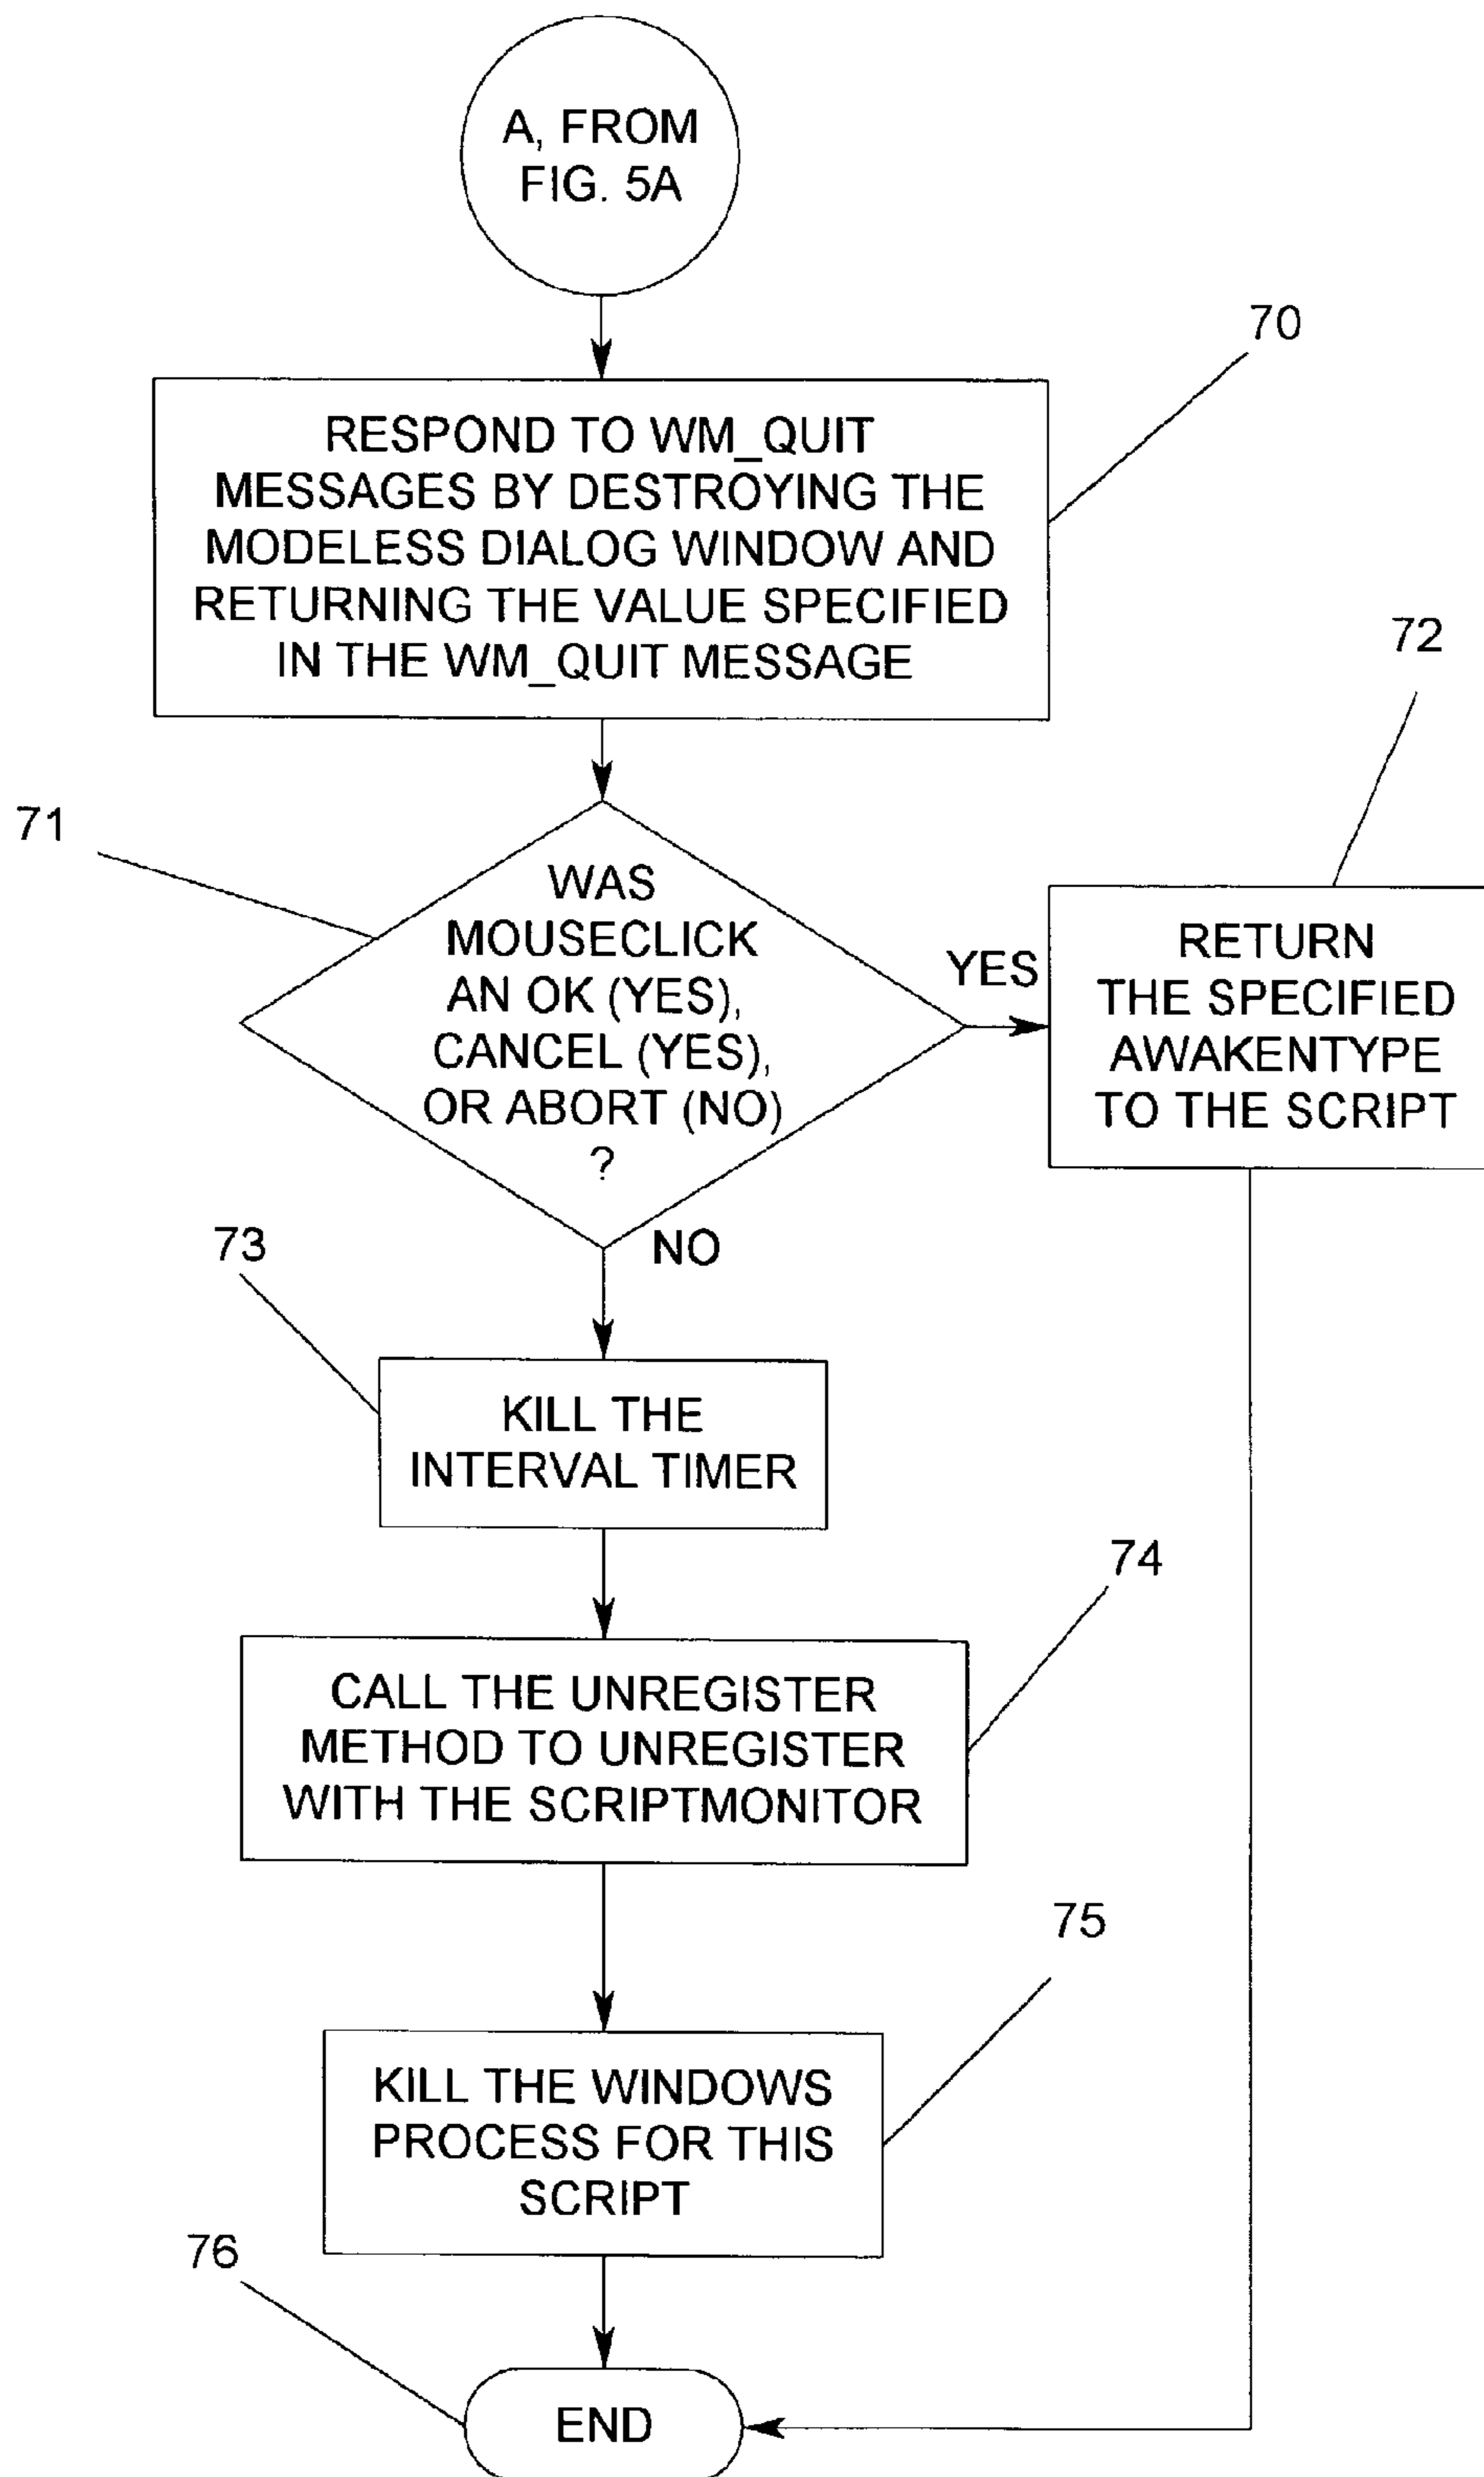 A, FROM
FIG. 5A
70
RESPOND TO WM_QUIT
MESSAGES BY DESTROYING THE
MODELESS DIALOG WINDOW AND
RETURNING THE VALUE SPECIFIED
IN THE WM_QUIT MESSAGE
72
71
WAS
MOUSECLICK
AN OK (YES),
CANCEL (YES),
OR ABORT (NO)
?
YES
RETURN
THE SPECIFIED
AWAKENTYPE
TO THE SCRIPT
NO
73
KILL THE
INTERVAL TIMER
74
CALL THE UNREGISTER
METHOD TO UNREGISTER
WITH THE SCRIPTMONITOR
75
KILL THE WINDOWS
PROCESS FOR THIS
SCRIPT
76
END